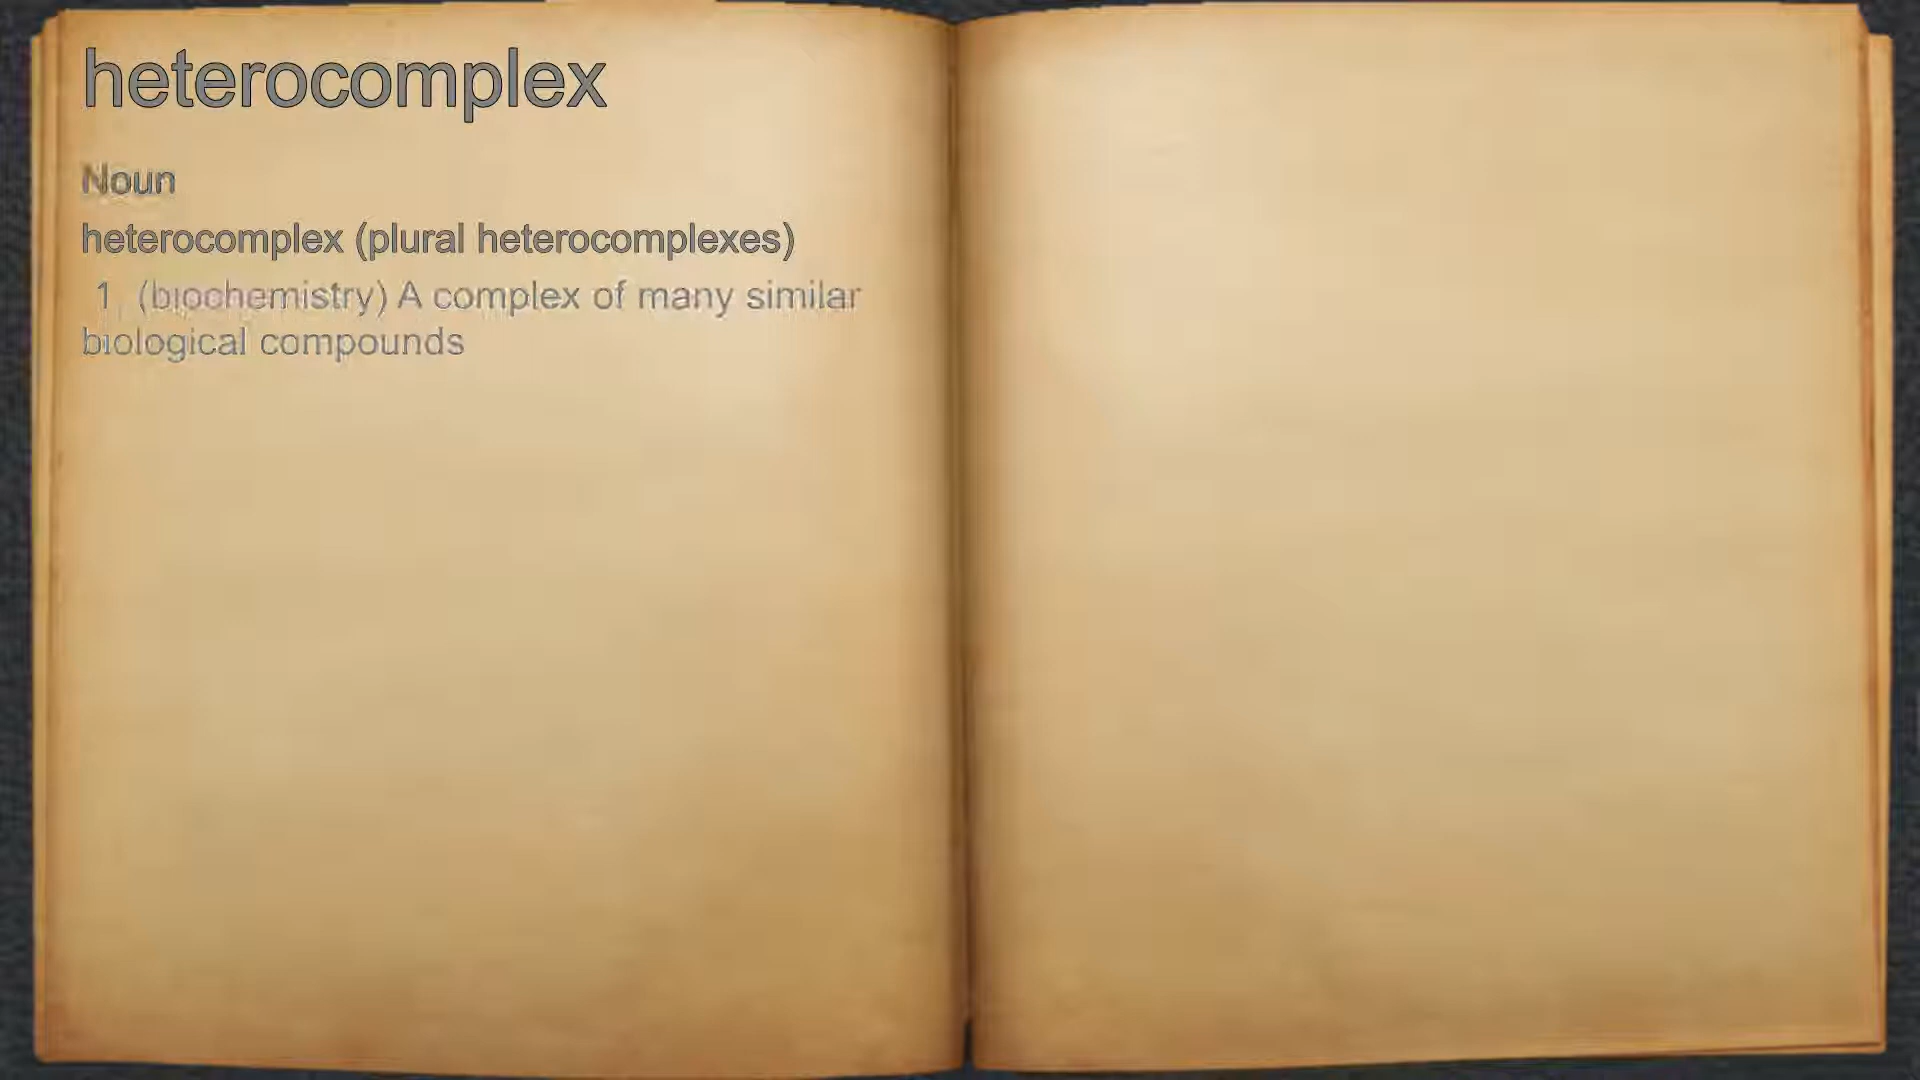 heterocomplex
Noun
heterocomplex (plural heterocomplexes)
1. (biochemistry) A complex of many similar
biological compounds